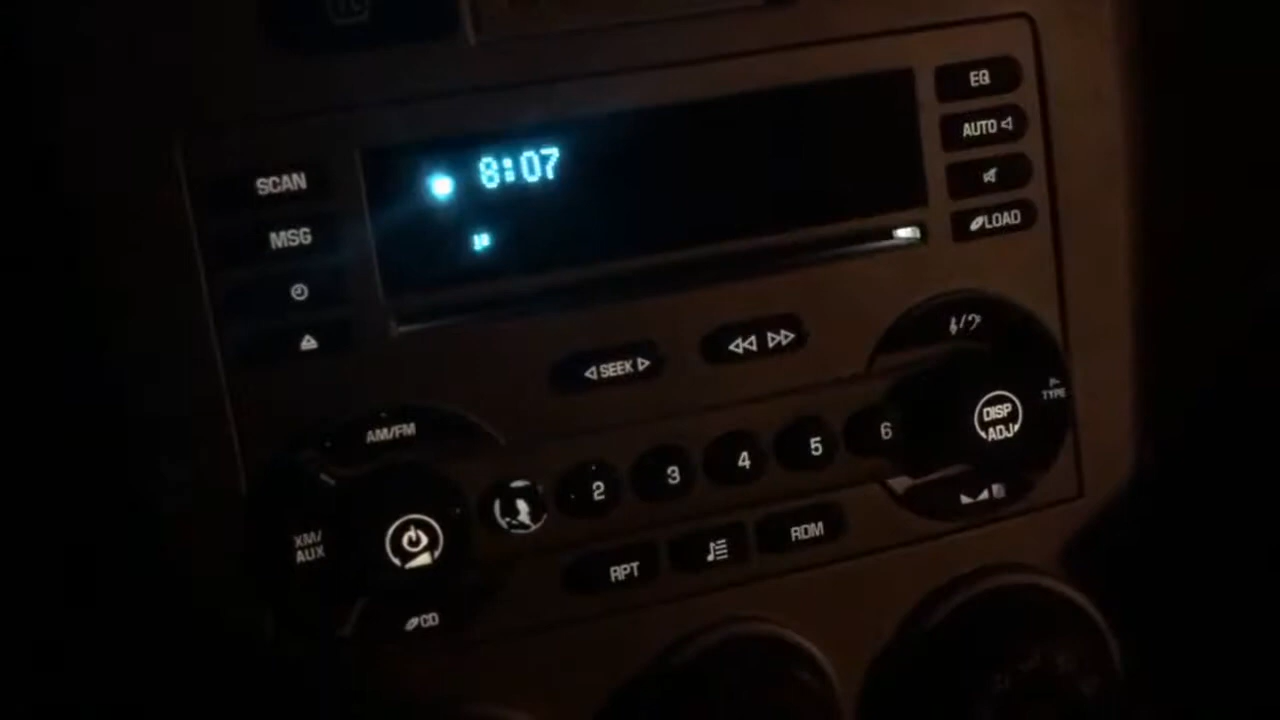 8:07
EQ
AUTO
SCAN
MSG
LOAD
SEEK
AM/FM
P-TYPE
DISP
ADJ
2
3
4
5
6
XM/
AUX
RPT
RDM
CD